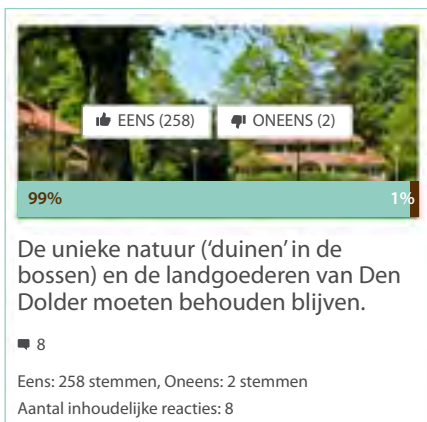 EENS (258) ONEENS (2)
99% 1%
De unieke natuur (‘duinen’ in de
bossen) en de landgoederen van Den
Dolder moeten behouden blijven.
8
Eens: 258 stemmen, Oneens: 2 stemmen
Aantal inhoudelijke reacties: 8